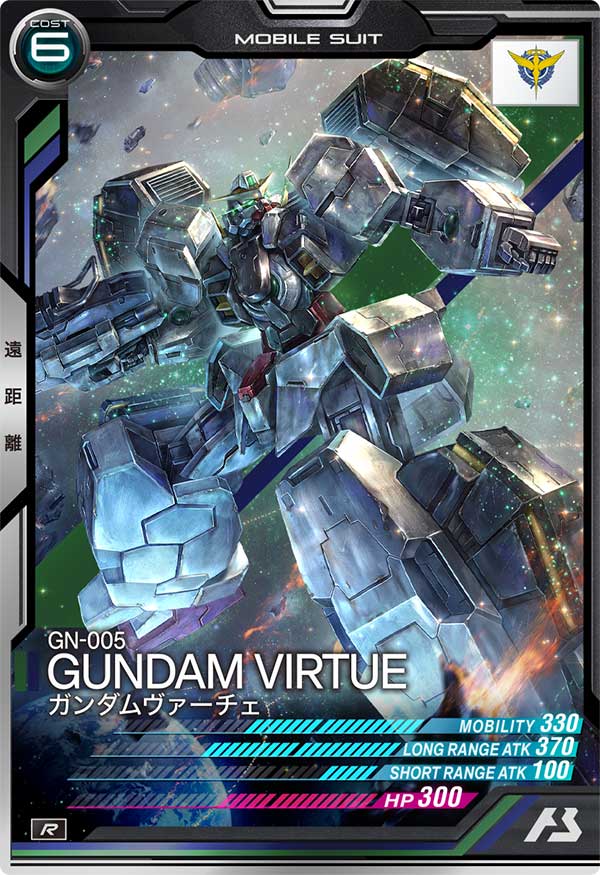 COST
6
MOBILE SUIT
遠距離
GN-005
GUNDAM VIRTUE
ガンダムヴァーチェ
MOBILITY 330
LONG RANGE ATK 370
SHORT RANGE ATK 100
HP 300
R